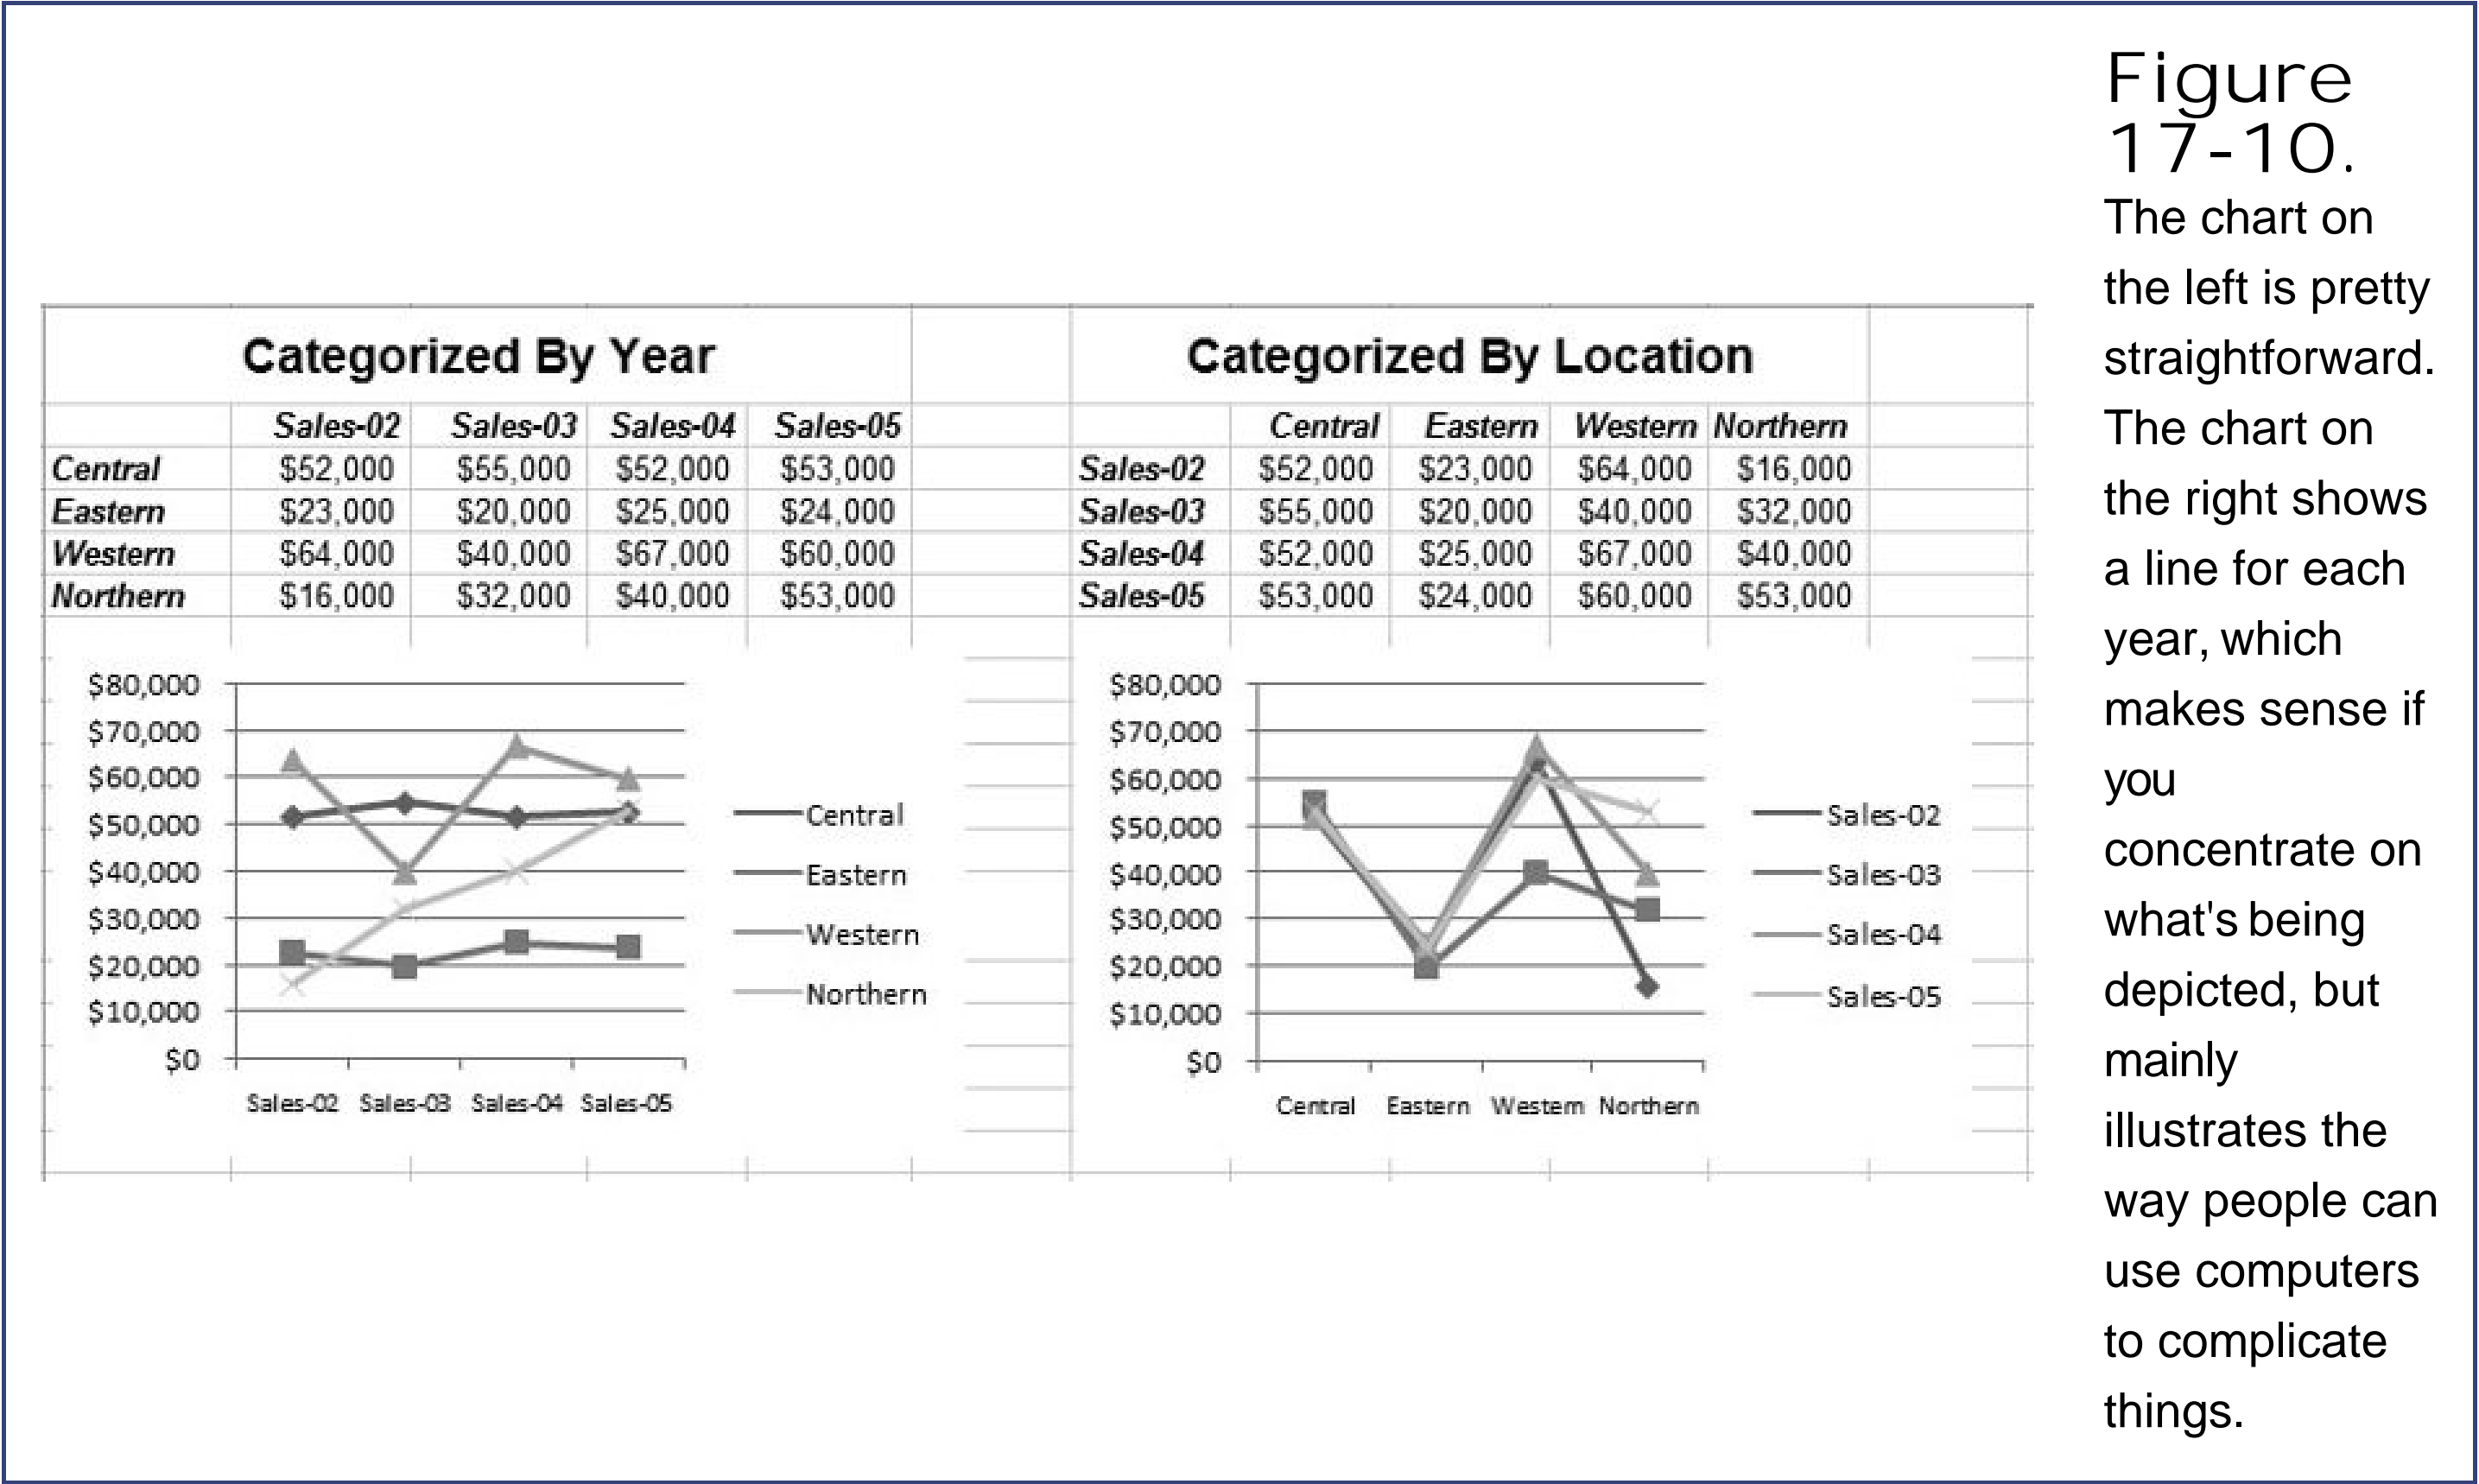 Figure
17-10.
The chart on
the left is pretty
straightforward.
The chart on
the right shows
a line for each
year, which
makes sense if
you
concentrate on
what's being
depicted, but
mainly
illustrates the
way people can
use computers
to complicate
things.
Categorized By Year
Sales-02 Sales-03 Sales-04 Sales-05
Central $52,000 $55,000 $52,000 $53,000
Eastern $23,000 $20,000 $25,000 $24,000
Western $64,000 $40,000 $67,000 $60,000
Northern $16,000 $32,000 $40,000 $53,000
$80,000
$70,000
$60,000
$50,000
$40,000
$30,000
$20,000
$10,000
$0
Sales-02 Sales-03 Sales-04 Sales-05
Central
Eastern
Western
Northern
Categorized By Location
Central Eastern Western Northern
Sales-02 $52,000 $23,000 $64,000 $16,000
Sales-03 $55,000 $20,000 $40,000 $32,000
Sales-04 $52,000 $25,000 $67,000 $40,000
Sales-05 $53,000 $24,000 $60,000 $53,000
$80,000
$70,000
$60,000
$50,000
$40,000
$30,000
$20,000
$10,000
$0
Central Eastern Western Northern
Sales-02
Sales-03
Sales-04
Sales-05